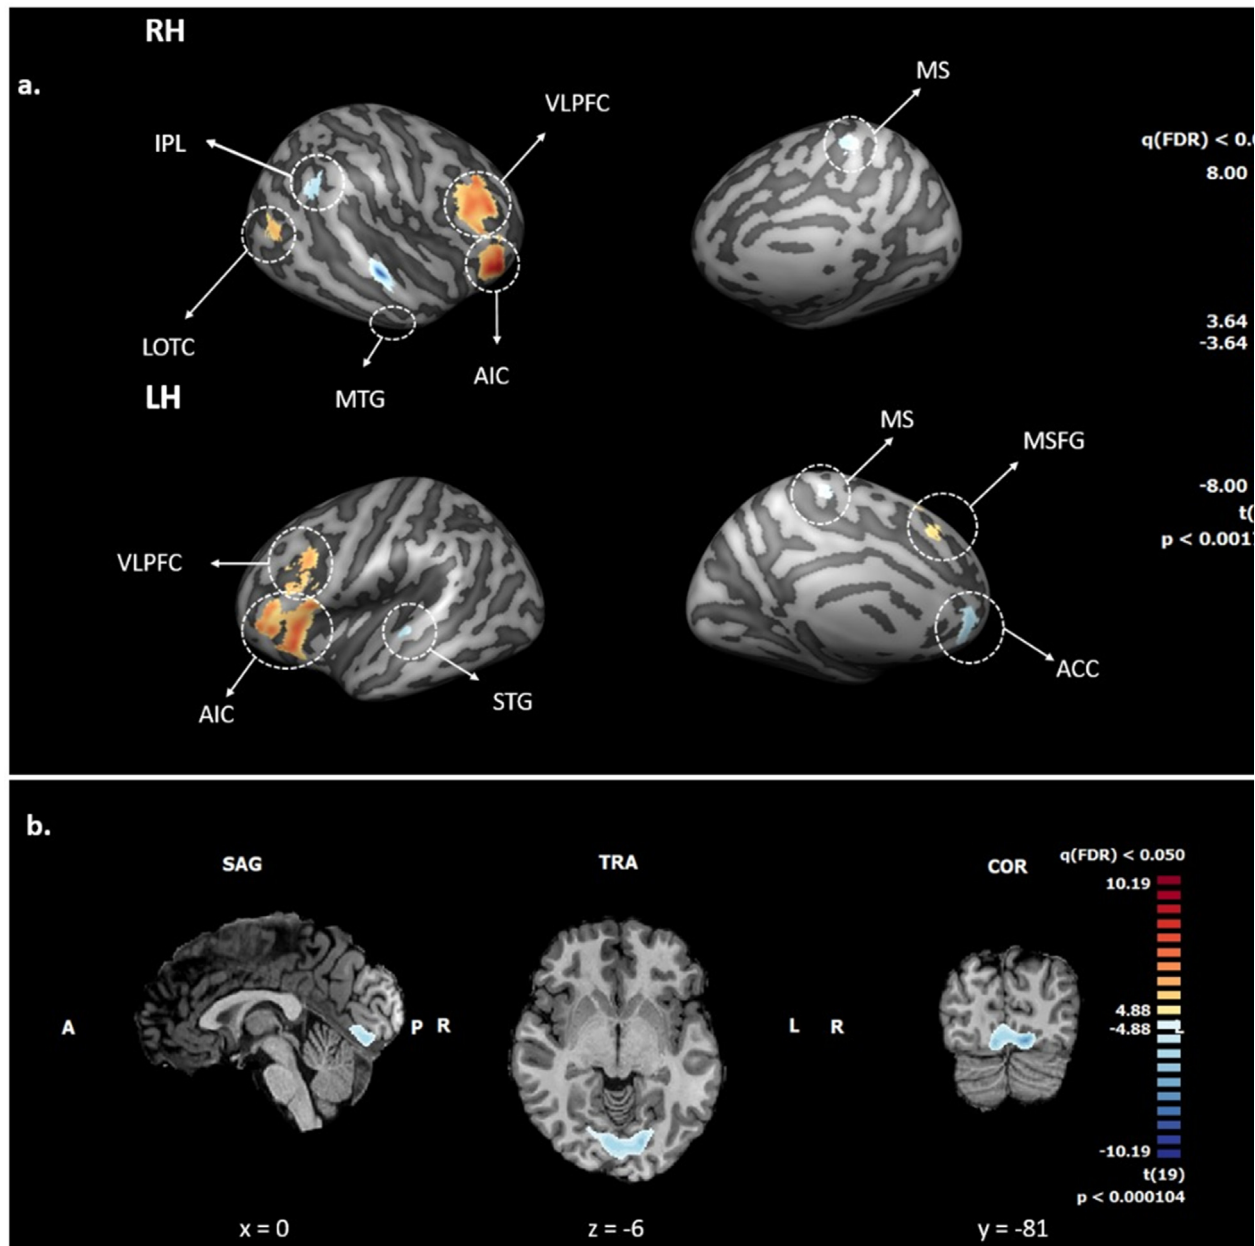 RH
a.
MS
VLPFC
IPL
q(FDR) < 0.0
8.00
3.64
-3.64
LOTC
AIC
MTG
LH
MS
MSFG
-8.00
t(
p < 0.001
VLPFC
ACC
STG
AIC
b.
SAG
TRA
COR
q(FDR) < 0.050
10.19
4.88
-4.88
A
P
R
L
R
L
-10.19
t(19)
p < 0.000104
x = 0
z = -6
y = -81